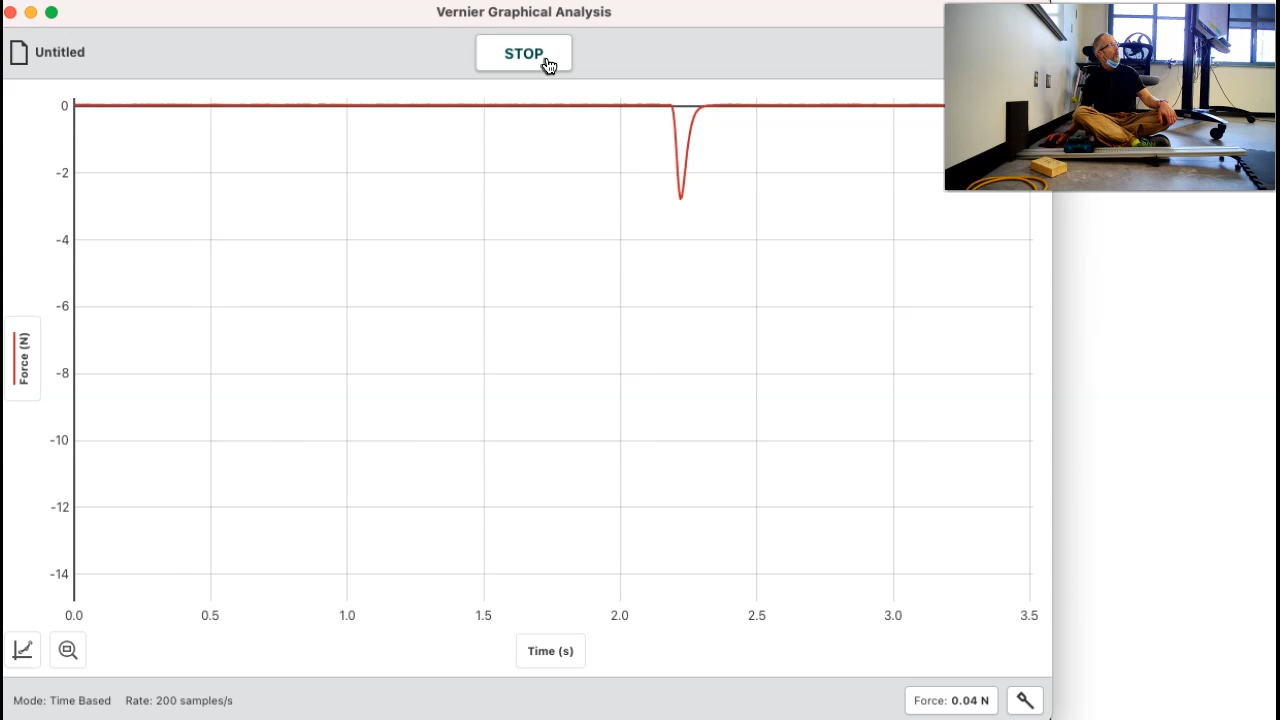 Vernier Graphical Analysis
Untitled
STOP
0
-2
-4
-6
-8
-10
-12
-14
Force (N)
0.0 0.5 1.0 1.5 2.0 2.5 3.0 3.5
Time (s)
Mode: Time Based Rate: 200 samples/s
Force: 0.04 N